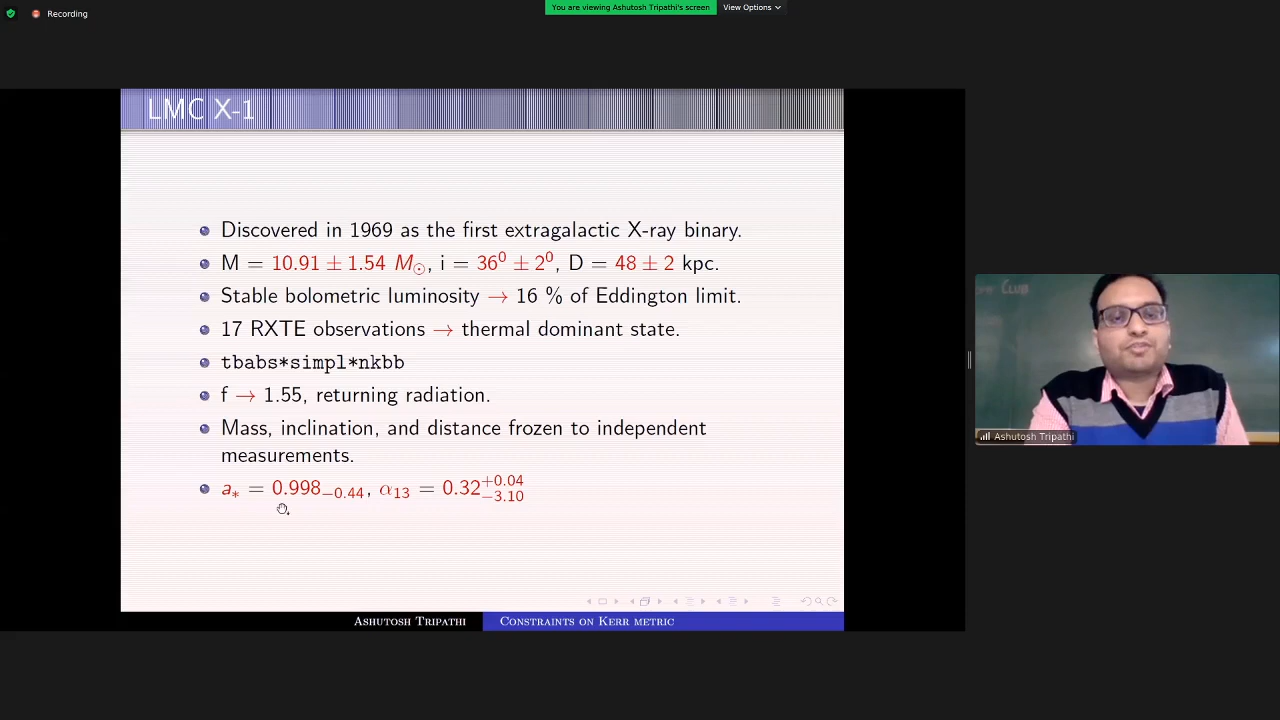 Recording
You are viewing Ashutosh Tripathi's screen
View Options
LMC X-1
Discovered in 1969 as the first extragalactic X-ray binary.
M = 10.91 ± 1.54 M⊙, i = 36⁰ ± 2⁰, D = 48 ± 2 kpc.
Stable bolometric luminosity → 16 % of Eddington limit.
17 RXTE observations → thermal dominant state.
tbabs*simpl*nkbb
f → 1.55, returning radiation.
Mass, inclination, and distance frozen to independent
measurements.
a∗ = 0.998₋₀.₄₄, α₁₃ = 0.32 +0.04 −3.10
Ashutosh Tripathi
Constraints on Kerr metric
Club
Ashutosh Tripathi